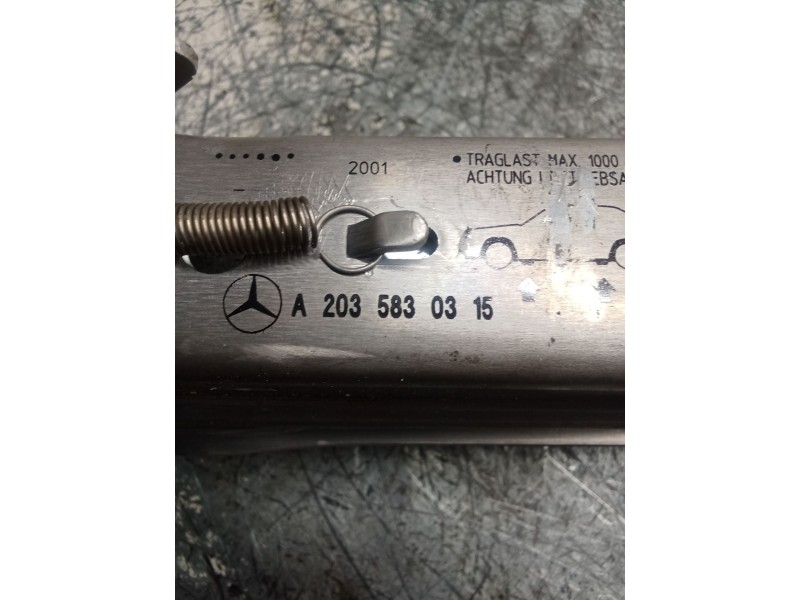 2001
• TRAGLAST MAX. 1000
ACHTUNG
A 203 583 03 15